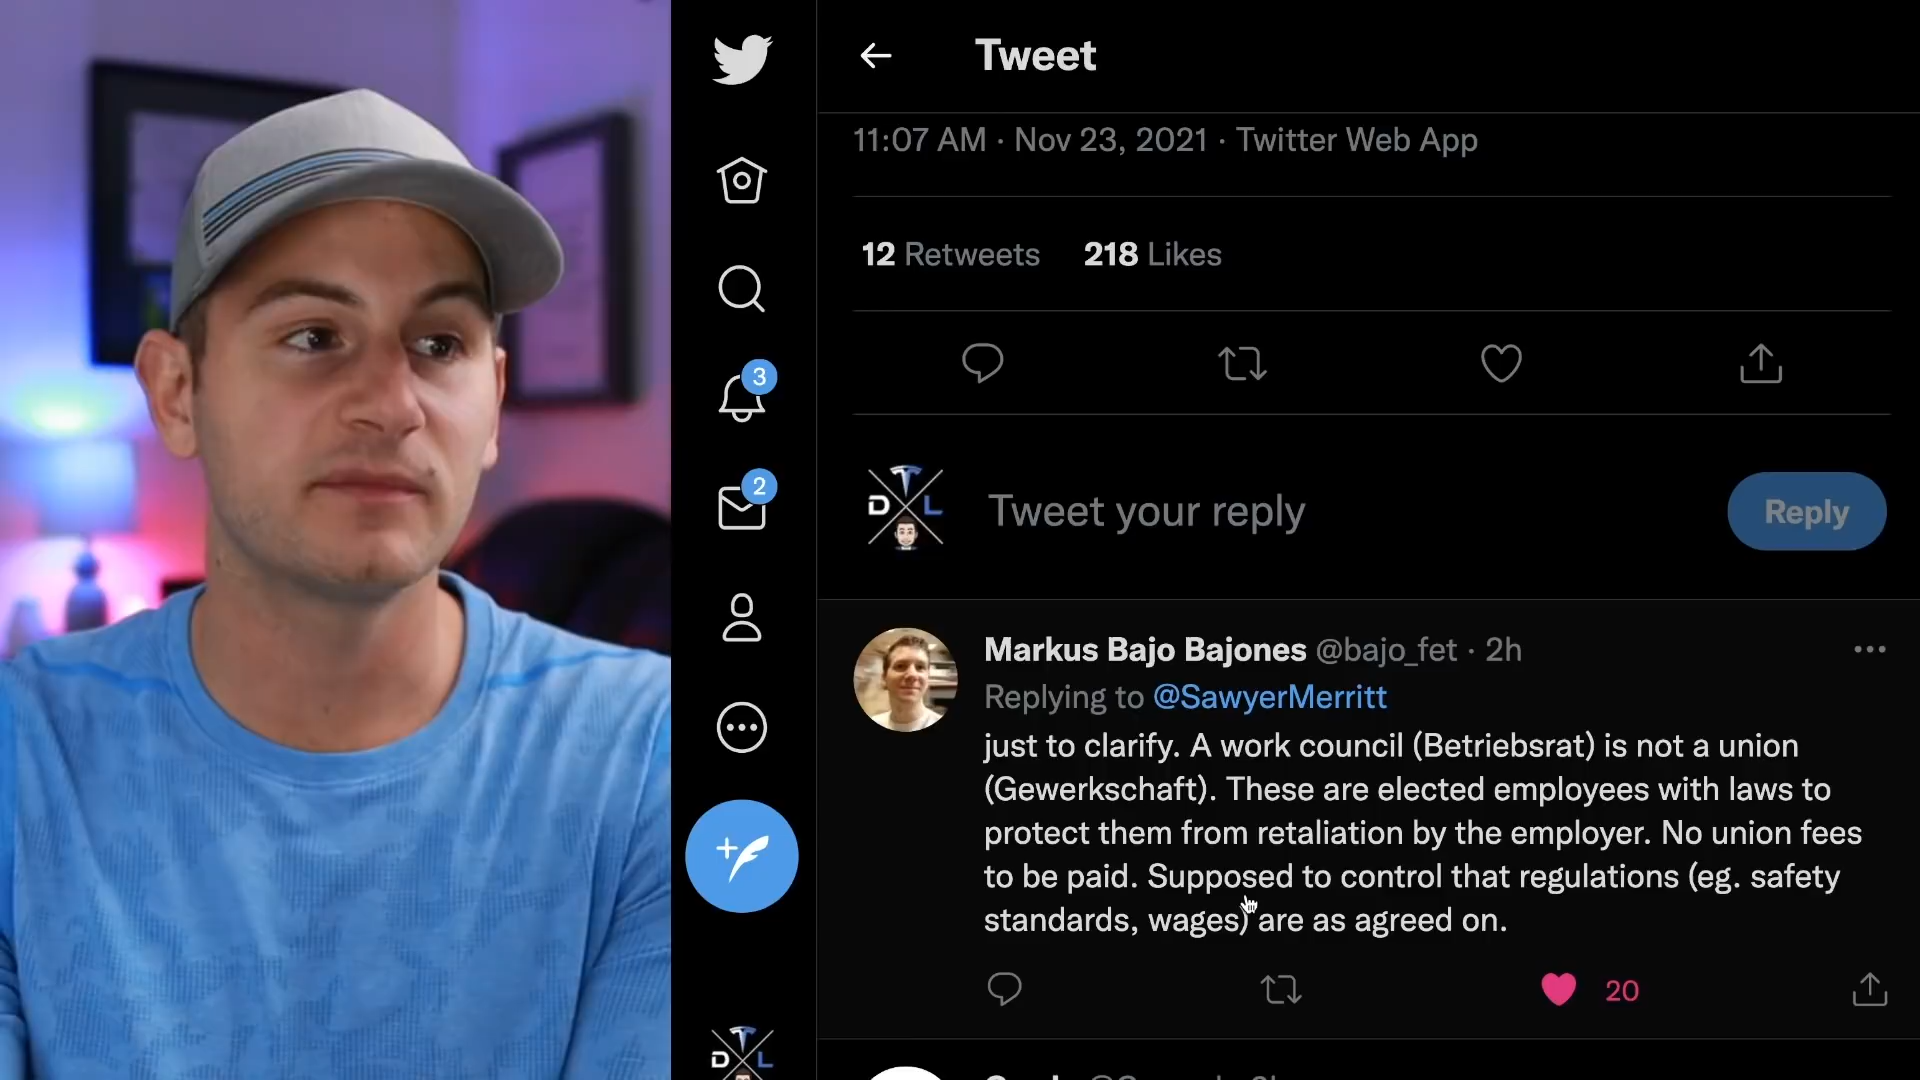 Tweet
11:07 AM · Nov 23, 2021 · Twitter Web App
12 Retweets 218 Likes
3
2
D L
Tweet your reply
Reply
Markus Bajo Bajones @bajo_fet · 2h
Replying to @SawyerMerritt
just to clarify. A work council (Betriebsrat) is not a union
(Gewerkschaft). These are elected employees with laws to
protect them from retaliation by the employer. No union fees
to be paid. Supposed to control that regulations (eg. safety
standards, wages) are as agreed on.
20
D L